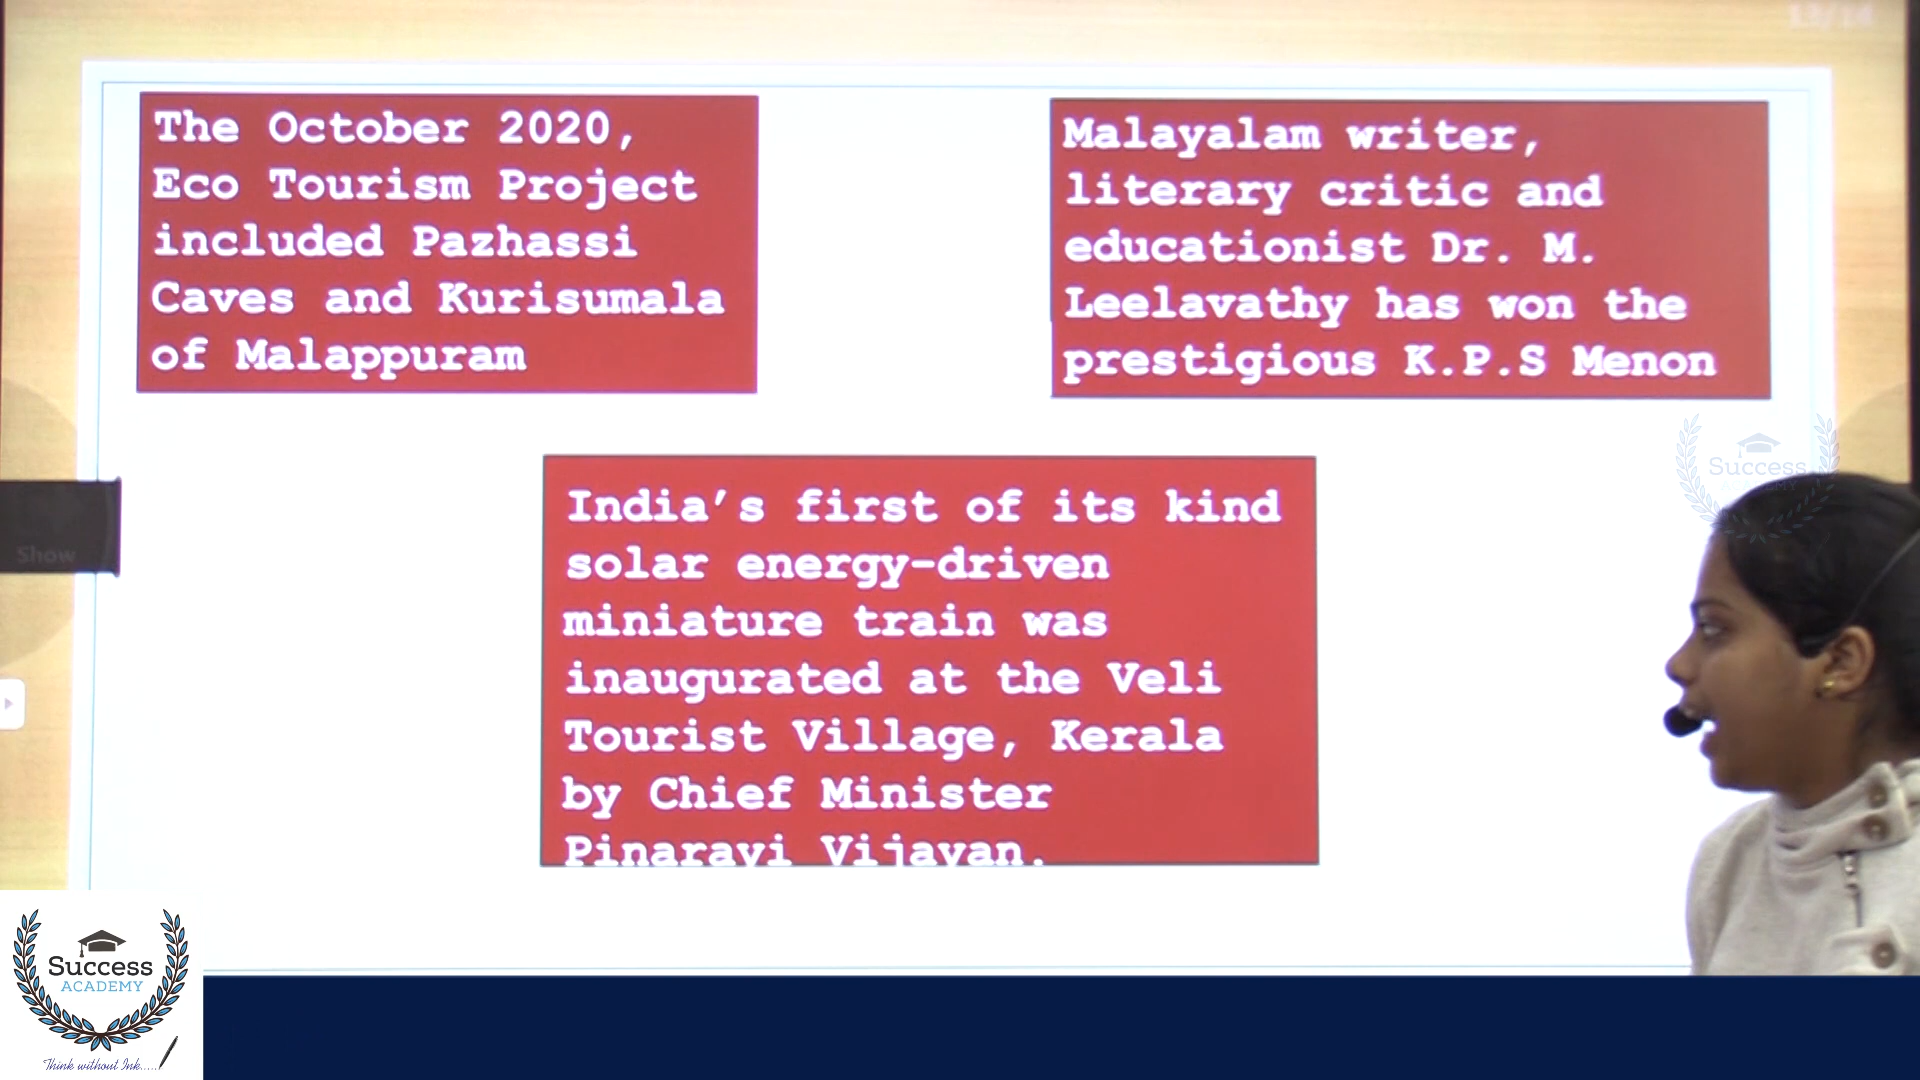 The October 2020,
Eco Tourism Project
included Pazhassi
Caves and Kurisumala
of Malappuram
Malayalam writer,
literary critic and
educationist Dr. M.
Leelavathy has won the
prestigious K.P.S Menon
India’s first of its kind
solar energy-driven
miniature train was
inaugurated at the Veli
Tourist Village, Kerala
by Chief Minister
Pinarayi Vijayan.
Show
Success
ACADEMY
Success
ACADEMY
Think without Ink.....